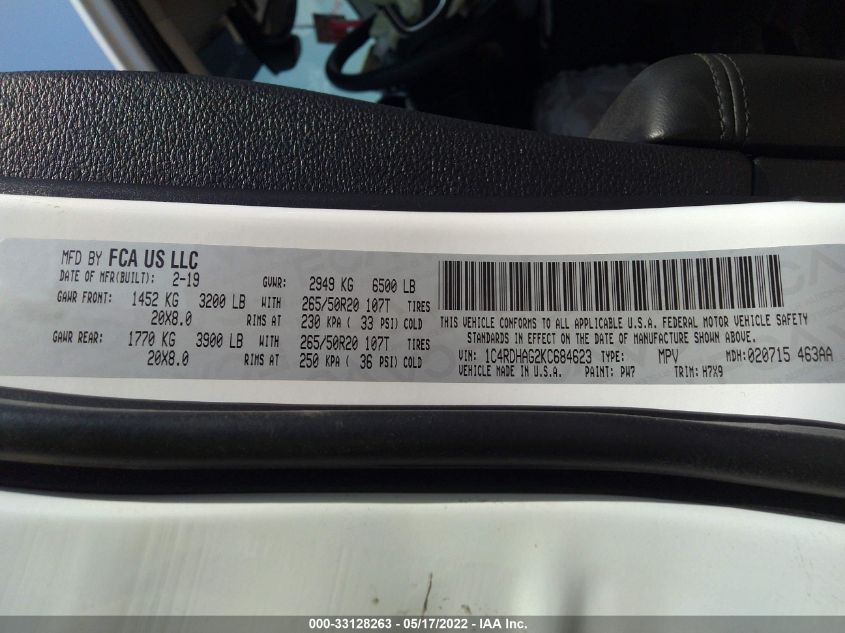 MFD BY FCA US LLC
DATE OF MFR(BUILT): 2-19 GVWR: 2949 KG 6500 LB
GAWR FRONT: 1452 KG 3200 LB WITH 265/50R20 107T TIRES
20X8.0 RIMS AT 230 KPA ( 33 PSI) COLD
GAWR REAR: 1770 KG 3900 LB WITH 265/50R20 107T TIRES
20X8.0 RIMS AT 250 KPA ( 36 PSI) COLD
THIS VEHICLE CONFORMS TO ALL APPLICABLE U.S.A. FEDERAL MOTOR VEHICLE SAFETY
STANDARDS IN EFFECT ON THE DATE OF MANUFACTURE SHOWN ABOVE.
VIN: 1C4RDHAG2KC684623 TYPE: MPV MDH:020715 463AA
VEHICLE MADE IN U.S.A. PAINT: PW7 TRIM: H7X9
000-33128263 - 05/17/2022 - IAA Inc.